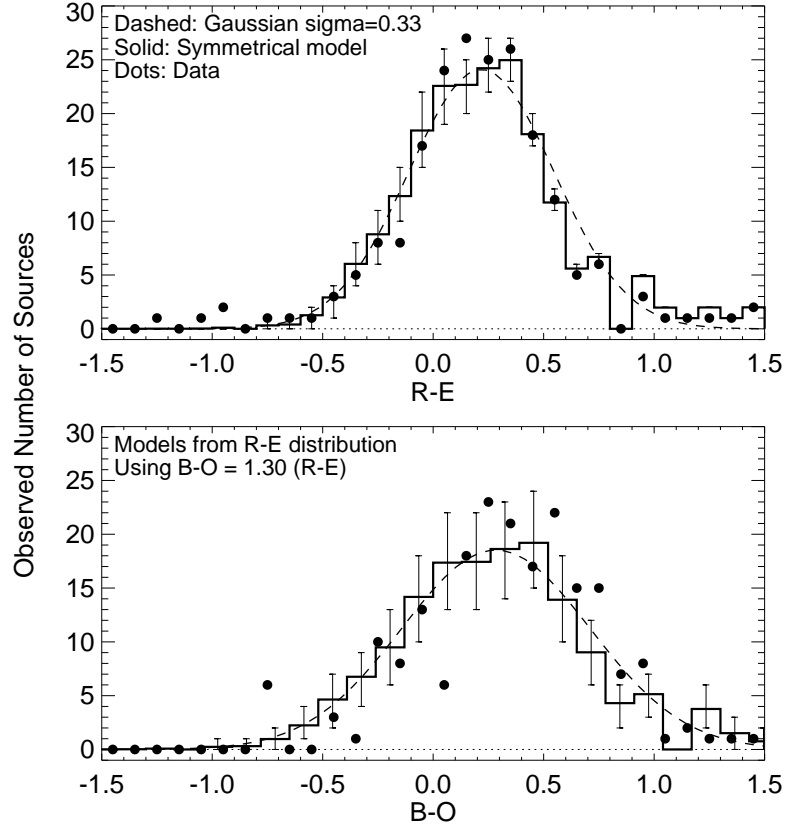 Dashed: Gaussian sigma=0.33
Solid: Symmetrical model
Dots: Data
30
25
20
15
10
5
0
-1.5 -1.0 -0.5 0.0 0.5 1.0 1.5
R-E
Observed Number of Sources
Models from R-E distribution
Using B-O = 1.30 (R-E)
30
25
20
15
10
5
0
-1.5 -1.0 -0.5 0.0 0.5 1.0 1.5
B-O